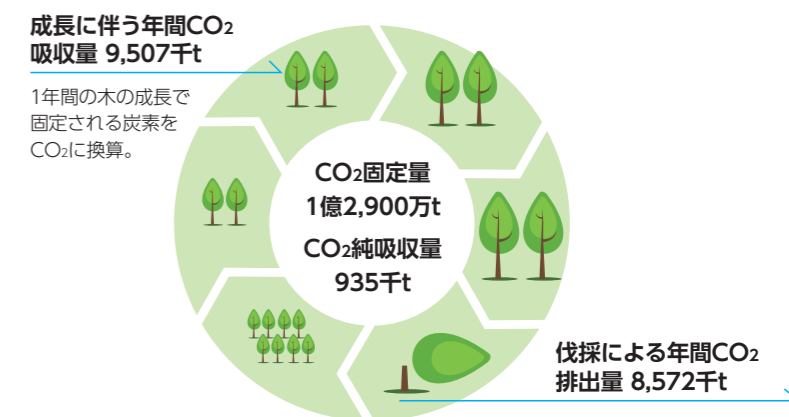 成長に伴う年間CO2
吸収量 9,507千t
1年間の木の成長で
固定される炭素を
CO2に換算。
CO2固定量
1億2,900万t
CO2純吸収量
935千t
伐採による年間CO2
排出量 8,572千t